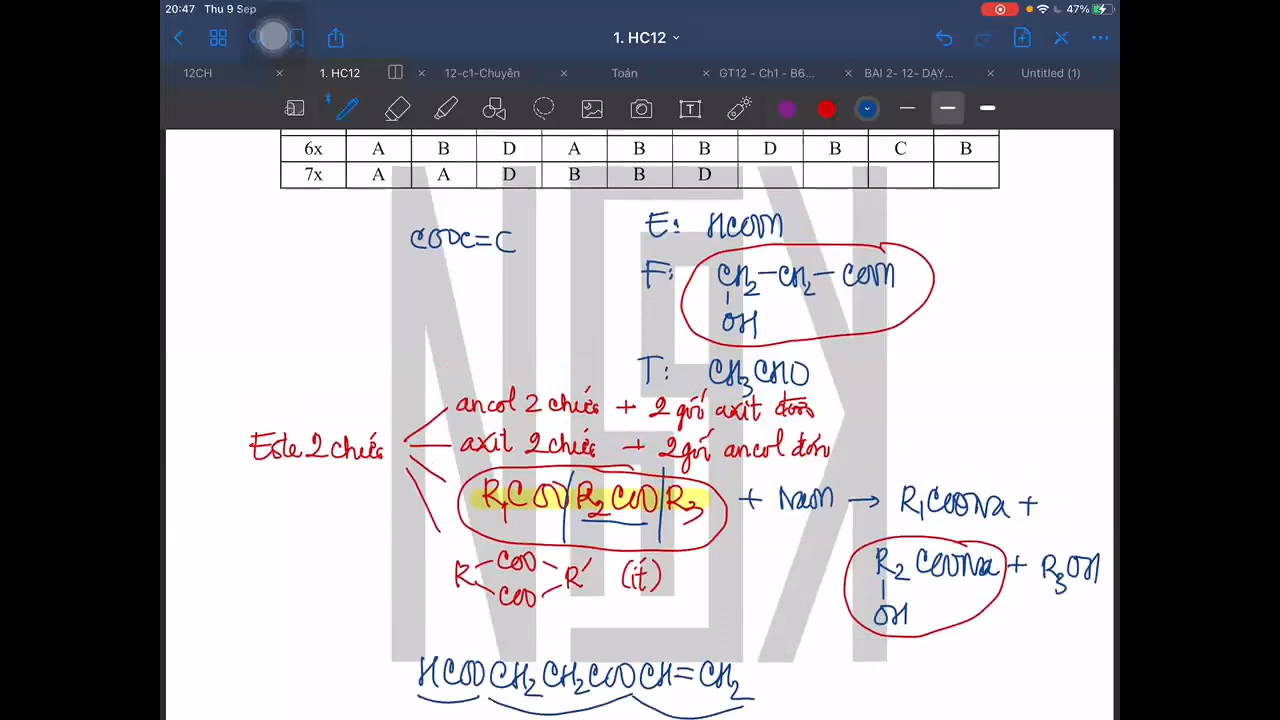 20:47 Thu 9 Sep 47%
1. HC12
12CH 1. HC12 12-c1-Chuyên Toán GT12 - Ch1 - B6... BAI 2- 12- DẠY... Untitled (1)
6x A B D A B B D B C B
7x A A D B B D
COOC=C
E: HCOOH
F: CH2-CH2-COOH
OH
T: CH3CHO
ancol 2 chức + 2 gốc axit đơn
Este 2 chức axit 2 chức + 2 gốc ancol đơn
R1COO R2COO R3 + NaOH → R1COONa +
R COO R' (ít)
COO
R2COONa + R3OH
OH
HCOOCH2CH2COOCH=CH2